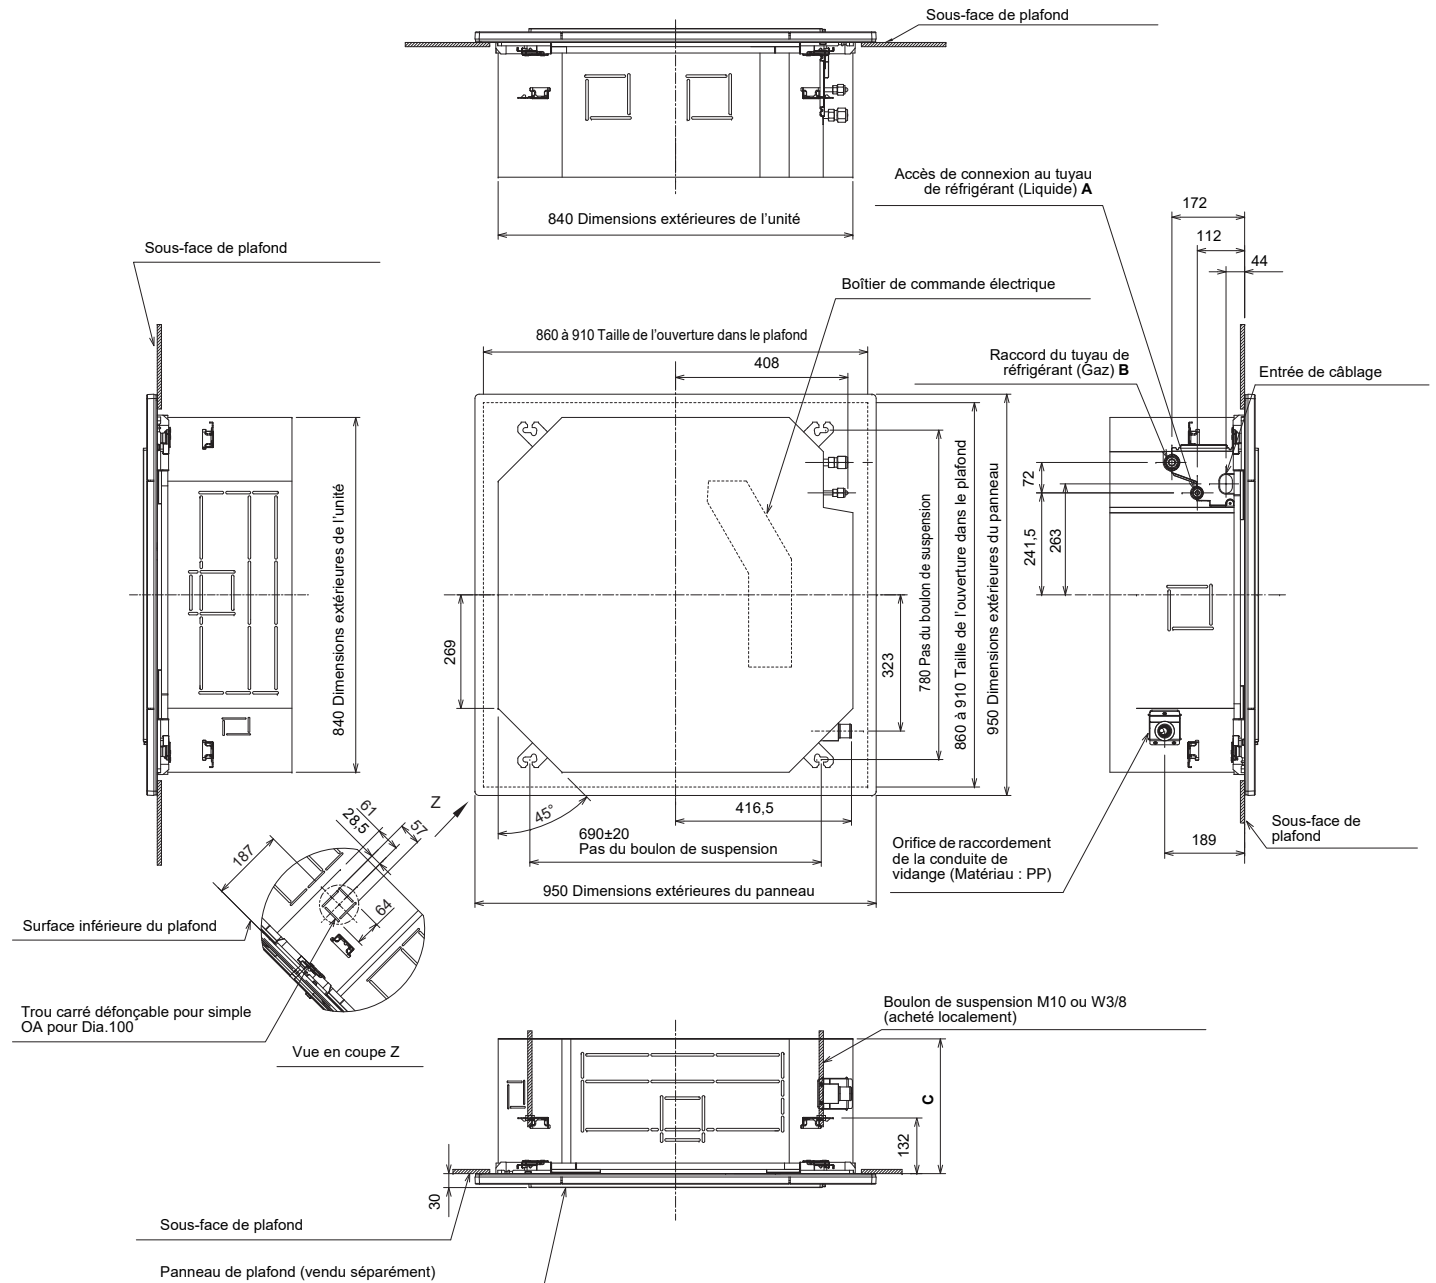 Sous-face de plafond
Accès de connexion au tuyau
de réfrigérant (Liquide) A
840 Dimensions extérieures de l'unité
172
112
44
Sous-face de plafond
Boîtier de commande électrique
860 à 910 Taille de l'ouverture dans le plafond
408
Raccord du tuyau de
réfrigérant (Gaz) B
Entrée de câblage
840 Dimensions extérieures de l'unité
269
780 Pas du boulon de suspension
860 à 910 Taille de l'ouverture dans le plafond
950 Dimensions extérieures du panneau
323
72
241,5
263
45°
416,5
690±20
Pas du boulon de suspension
950 Dimensions extérieures du panneau
Orifice de raccordement
de la conduite de
vidange (Matériau : PP)
189
Sous-face de
plafond
Z
61
28,5
57
187
64
Surface inférieure du plafond
Trou carré défonçable pour simple
OA pour Dia.100
Vue en coupe Z
Boulon de suspension M10 ou W3/8
(acheté localement)
C
132
30
Sous-face de plafond
Panneau de plafond (vendu séparément)